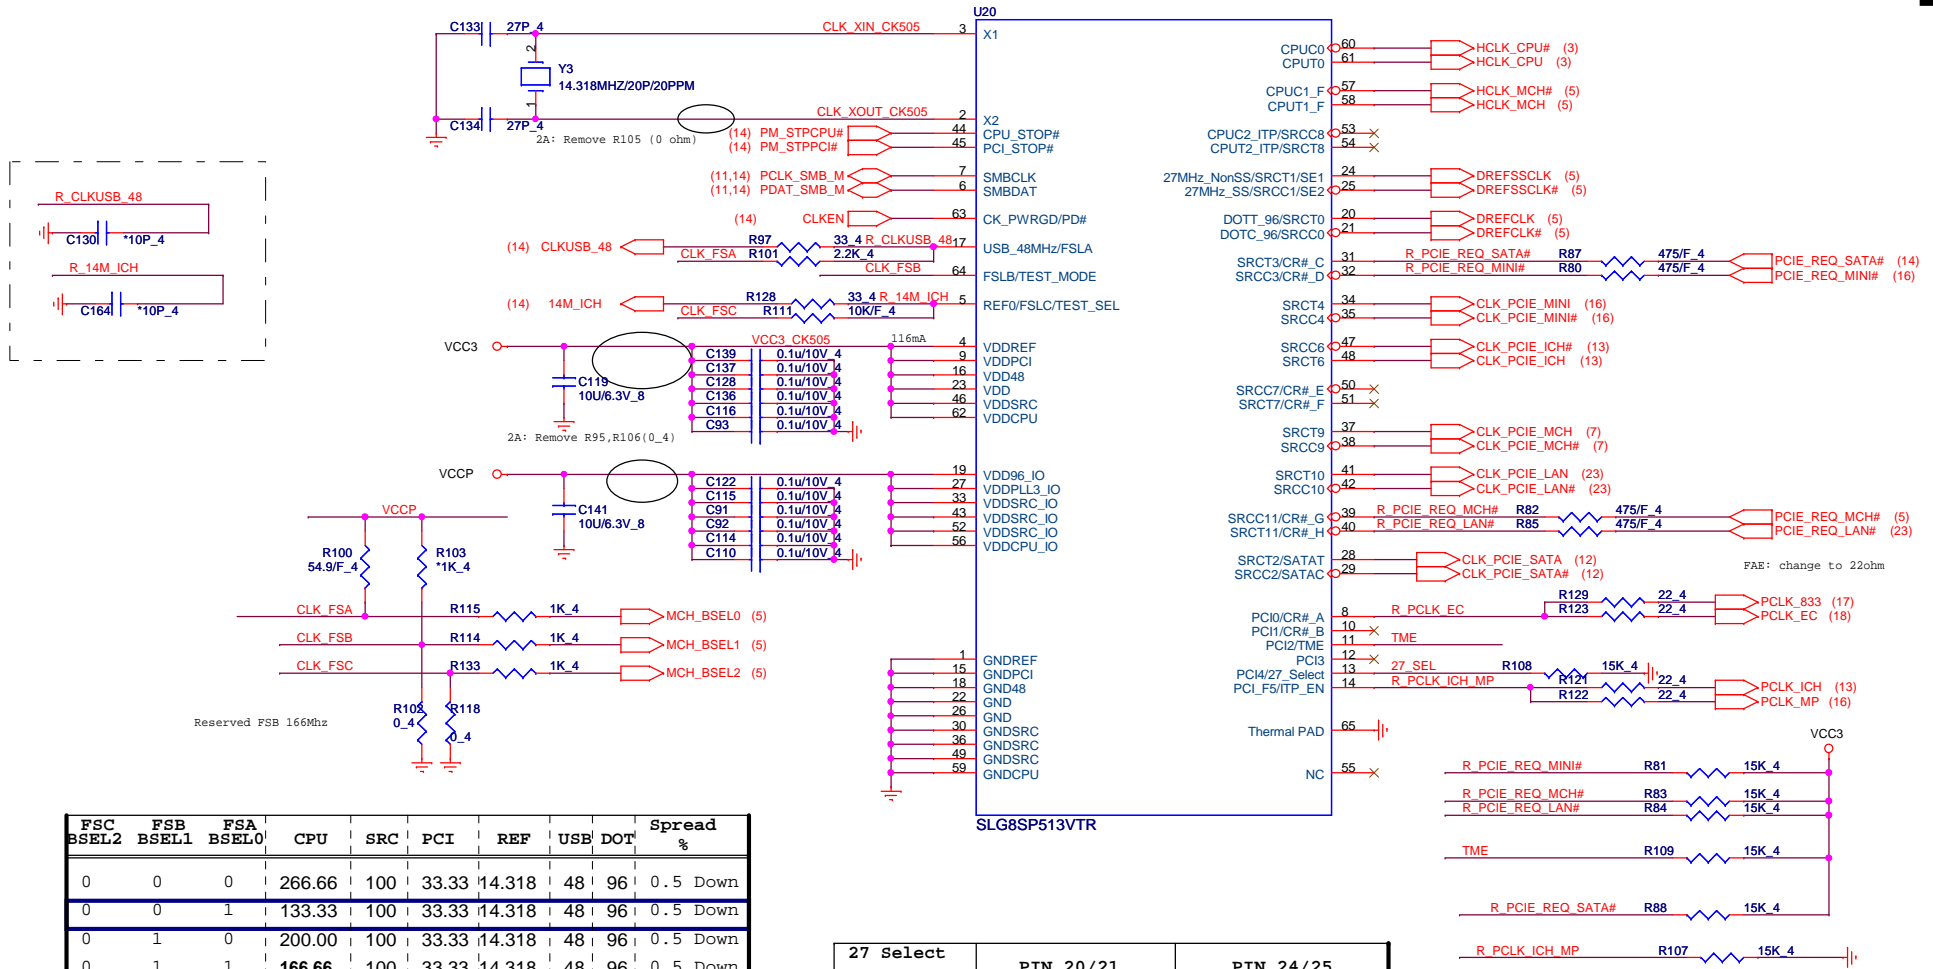 U20
C133 27P_4 CLK_XIN_CK505 3 X1
2
Y3
14.318MHZ/20P/20PPM
1
C134 27P_4 CLK_XOUT_CK505 2 X2
2A: Remove R105 (0 ohm)
(14) PM_STPCPU# 44 CPU_STOP#
(14) PM_STPPCI# 45 PCI_STOP#
(11,14) PCLK_SMB_M 7 SMBCLK
(11,14) PDAT_SMB_M 6 SMBDAT
(14) CLKEN 63 CK_PWRGD/PD#
(14) CLKUSB_48 R97 33_4 R_CLKUSB_48 17 USB_48MHz/FSLA
CLK_FSA R101 2.2K_4
CLK_FSB 64 FSLB/TEST_MODE
(14) 14M_ICH R128 33_4 R_14M_ICH 5 REF0/FSLC/TEST_SEL
CLK_FSC R111 10K/F_4
R_CLKUSB_48
C130 *10P_4
R_14M_ICH
C164 *10P_4
VCC3 VCC3_CK505 116mA 4 VDDREF
C139 0.1u/10V_4 9 VDDPCI
C137 0.1u/10V_4 16 VDD48
C128 0.1u/10V_4 23 VDD
C136 0.1u/10V_4 46 VDDSRC
C116 0.1u/10V_4 62 VDDCPU
C93 0.1u/10V_4
C119
10U/6.3V_8
2A: Remove R95,R106(0_4)
VCCP 19 VDD96_IO
C122 0.1u/10V_4 27 VDDPLL3_IO
C115 0.1u/10V_4 33 VDDSRC_IO
C91 0.1u/10V_4 43 VDDSRC_IO
C92 0.1u/10V_4 52 VDDSRC_IO
C114 0.1u/10V_4 56 VDDCPU_IO
C110 0.1u/10V_4
C141
10U/6.3V_8
VCCP
R100
54.9/F_4
R103
*1K_4
CLK_FSA R115 1K_4 MCH_BSEL0 (5)
CLK_FSB R114 1K_4 MCH_BSEL1 (5)
CLK_FSC R133 1K_4 MCH_BSEL2 (5)
R102
0_4
R118
0_4
Reserved FSB 166Mhz
1 GNDREF
15 GNDPCI
18 GND48
22 GND
26 GND
30 GNDSRC
36 GNDSRC
49 GNDSRC
59 GNDCPU
SLG8SP513VTR
CPUC0 60 HCLK_CPU# (3)
CPUT0 61 HCLK_CPU (3)
CPUC1_F 57 HCLK_MCH# (5)
CPUT1_F 58 HCLK_MCH (5)
CPUC2_ITP/SRCC8 53
CPUT2_ITP/SRCT8 54
27MHz_NonSS/SRCT1/SE1 24 DREFSSCLK (5)
27MHz_SS/SRCC1/SE2 25 DREFSSCLK# (5)
DOTT_96/SRCT0 20 DREFCLK (5)
DOTC_96/SRCC0 21 DREFCLK# (5)
SRCT3/CR#_C 31 R_PCIE_REQ_SATA# R87 475/F_4 PCIE_REQ_SATA# (14)
SRCC3/CR#_D 32 R_PCIE_REQ_MINI# R80 475/F_4 PCIE_REQ_MINI# (16)
SRCT4 34 CLK_PCIE_MINI (16)
SRCC4 35 CLK_PCIE_MINI# (16)
SRCC6 47 CLK_PCIE_ICH# (13)
SRCT6 48 CLK_PCIE_ICH (13)
SRCC7/CR#_E 50
SRCT7/CR#_F 51
SRCT9 37 CLK_PCIE_MCH (7)
SRCC9 38 CLK_PCIE_MCH# (7)
SRCT10 41 CLK_PCIE_LAN (23)
SRCC10 42 CLK_PCIE_LAN# (23)
SRCC11/CR#_G 39 R_PCIE_REQ_MCH# R82 475/F_4 PCIE_REQ_MCH# (5)
SRCT11/CR#_H 40 R_PCIE_REQ_LAN# R85 475/F_4 PCIE_REQ_LAN# (23)
SRCT2/SATAT 28 CLK_PCIE_SATA (12)
SRCC2/SATAC 29 CLK_PCIE_SATA# (12)
FAE: change to 22ohm
R129 22_4 PCLK_833 (17)
PCI0/CR#_A 8 R_PCLK_EC R123 22_4 PCLK_EC (18)
PCI1/CR#_B 10
PCI2/TME 11 TME
PCI3 12
PCI4/27_Select 13 27_SEL R108 15K_4
PCI_F5/ITP_EN 14 R_PCLK_ICH_MP R121 22_4 PCLK_ICH (13)
R122 22_4 PCLK_MP (16)
Thermal PAD 65
NC 55
VCC3
R_PCIE_REQ_MINI# R81 15K_4
R_PCIE_REQ_MCH# R83 15K_4
R_PCIE_REQ_LAN# R84 15K_4
TME R109 15K_4
R_PCIE_REQ_SATA# R88 15K_4
R_PCLK_ICH_MP R107 15K_4
FSC FSB FSA Spread
BSEL2 BSEL1 BSEL0 CPU SRC PCI REF USB DOT %
0 0 0 266.66 100 33.33 14.318 48 96 0.5 Down
0 0 1 133.33 100 33.33 14.318 48 96 0.5 Down
0 1 0 200.00 100 33.33 14.318 48 96 0.5 Down
0 1 1 166.66 100 33.33 14.318 48 96 0.5 Down
27 Select PIN 20/21 PIN 24/25